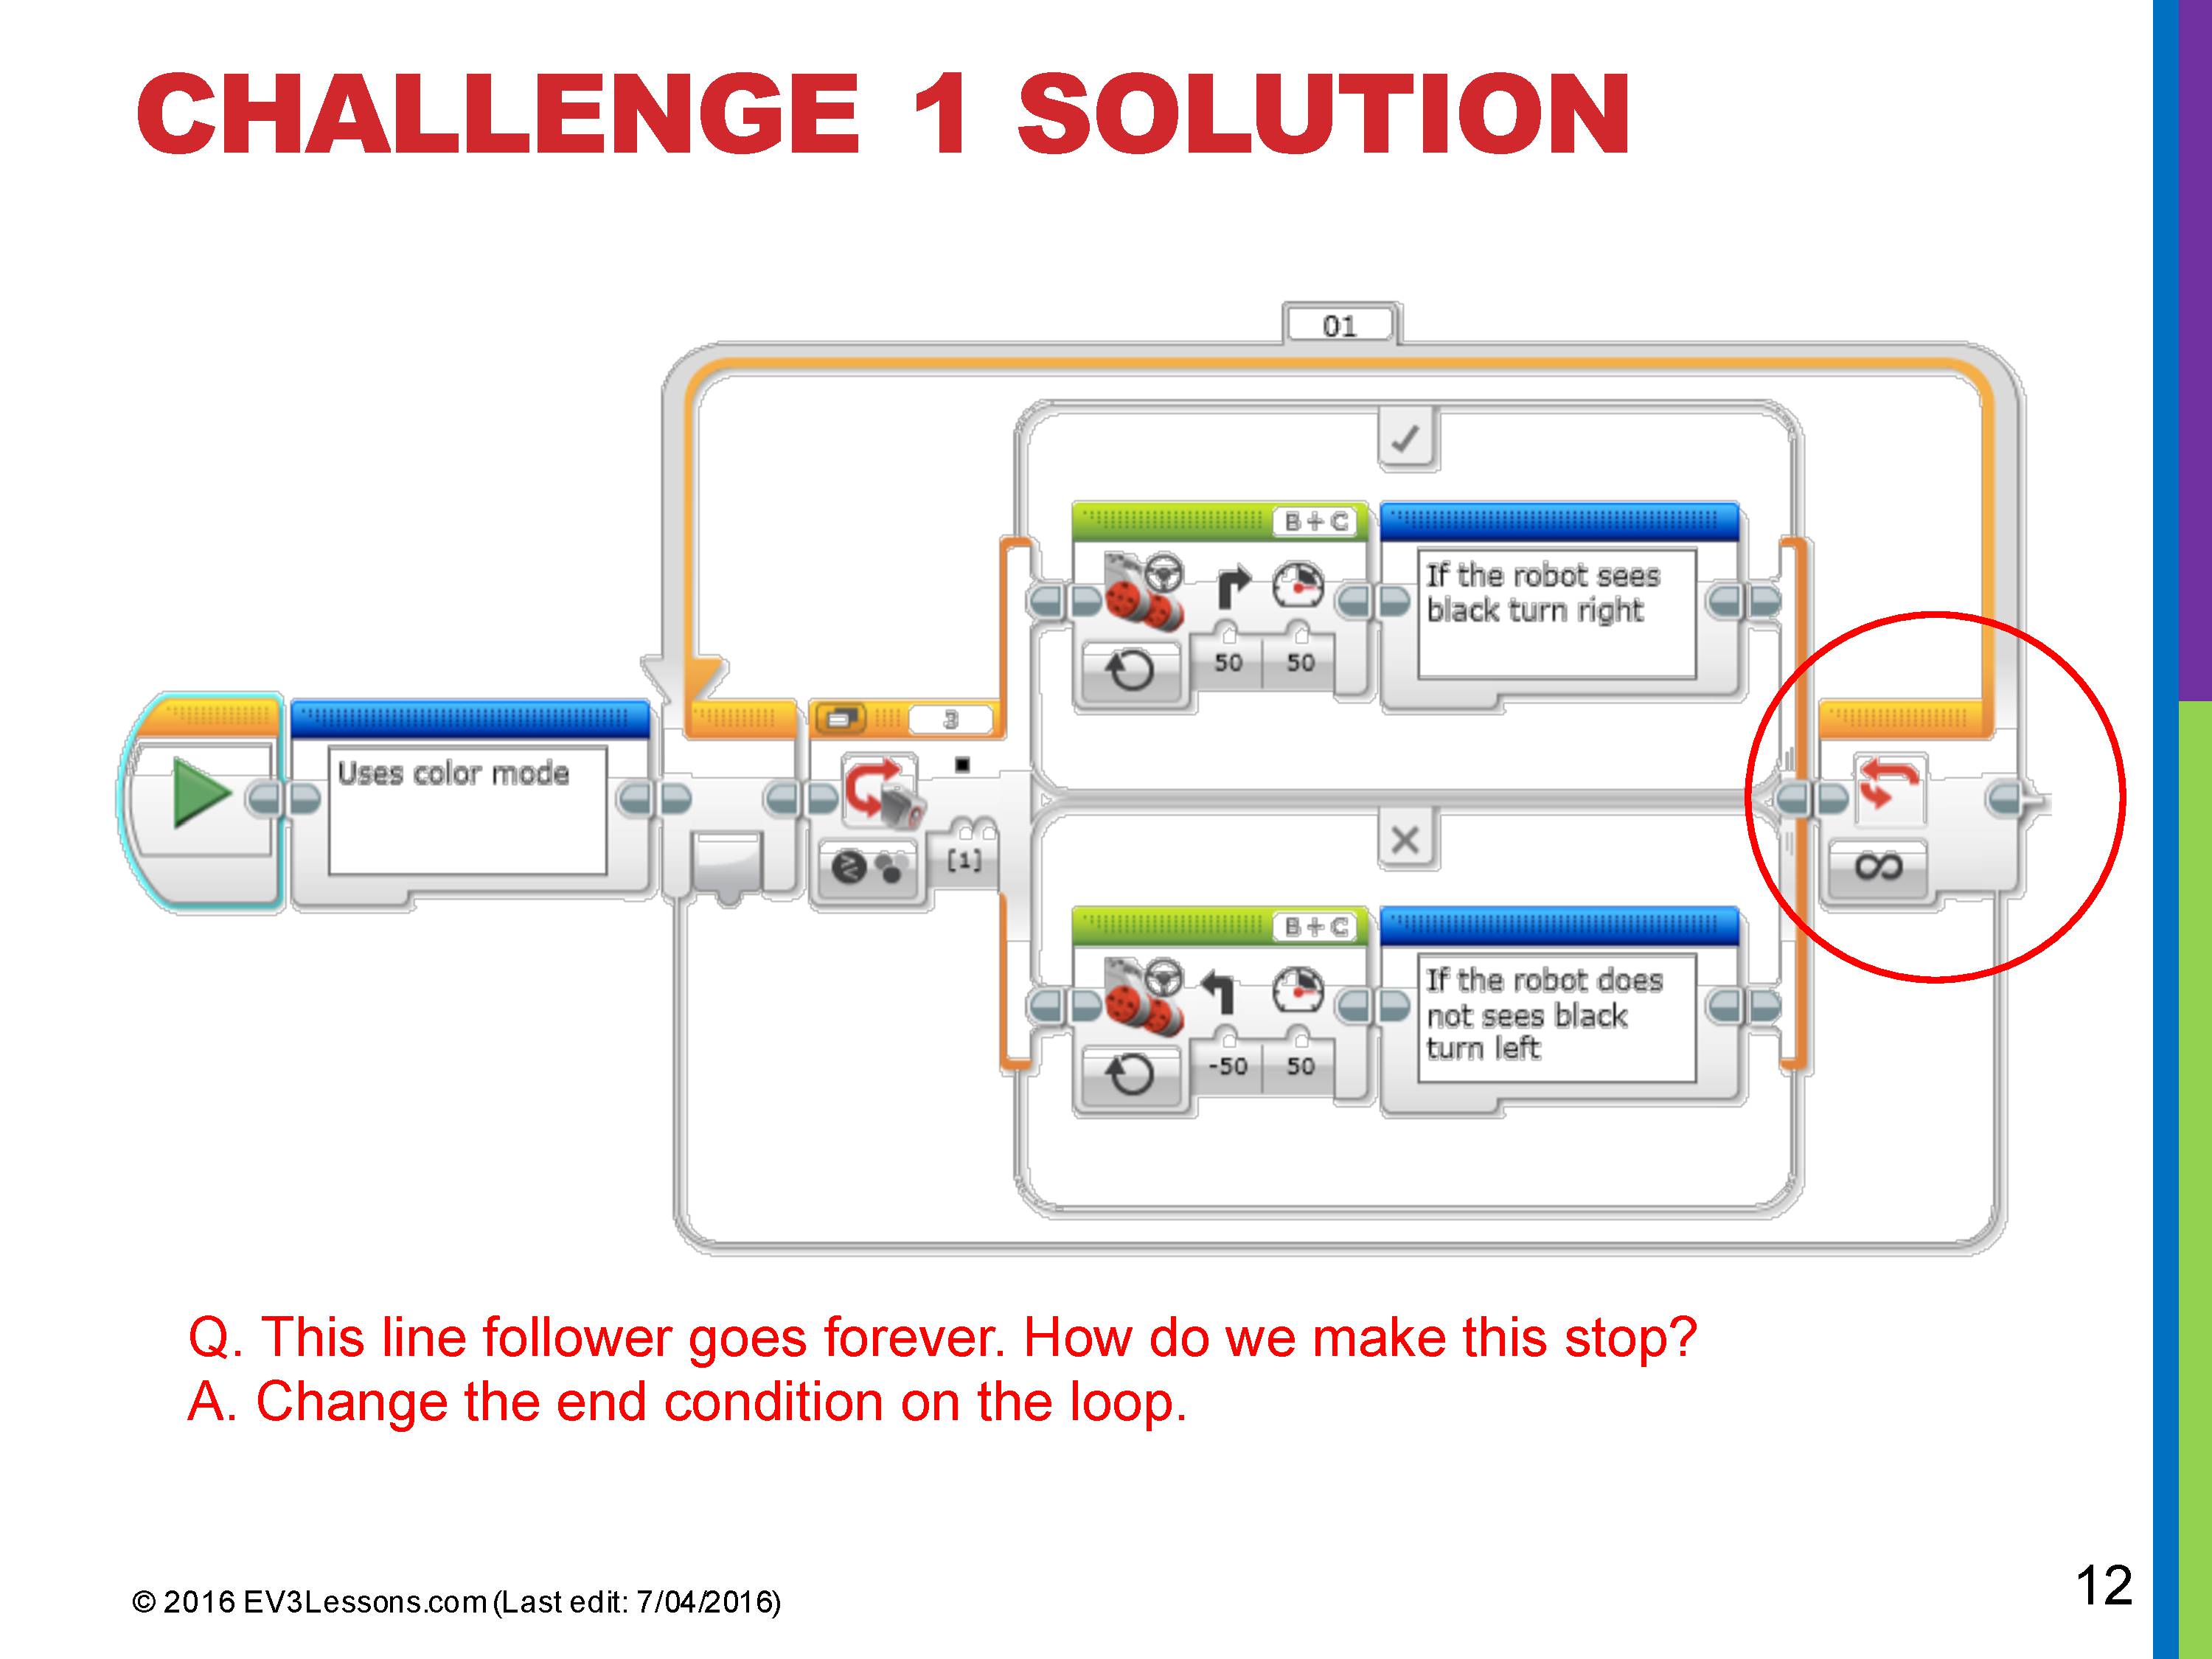 CHALLENGE 1 SOLUTION
01
B + C
If the robot sees
black turn right
50 50
3
Uses color mode
[1]
B + C
If the robot does
not sees black
turn left
-50 50
Q. This line follower goes forever. How do we make this stop?
A. Change the end condition on the loop.
© 2016 EV3Lessons.com (Last edit: 7/04/2016)
12